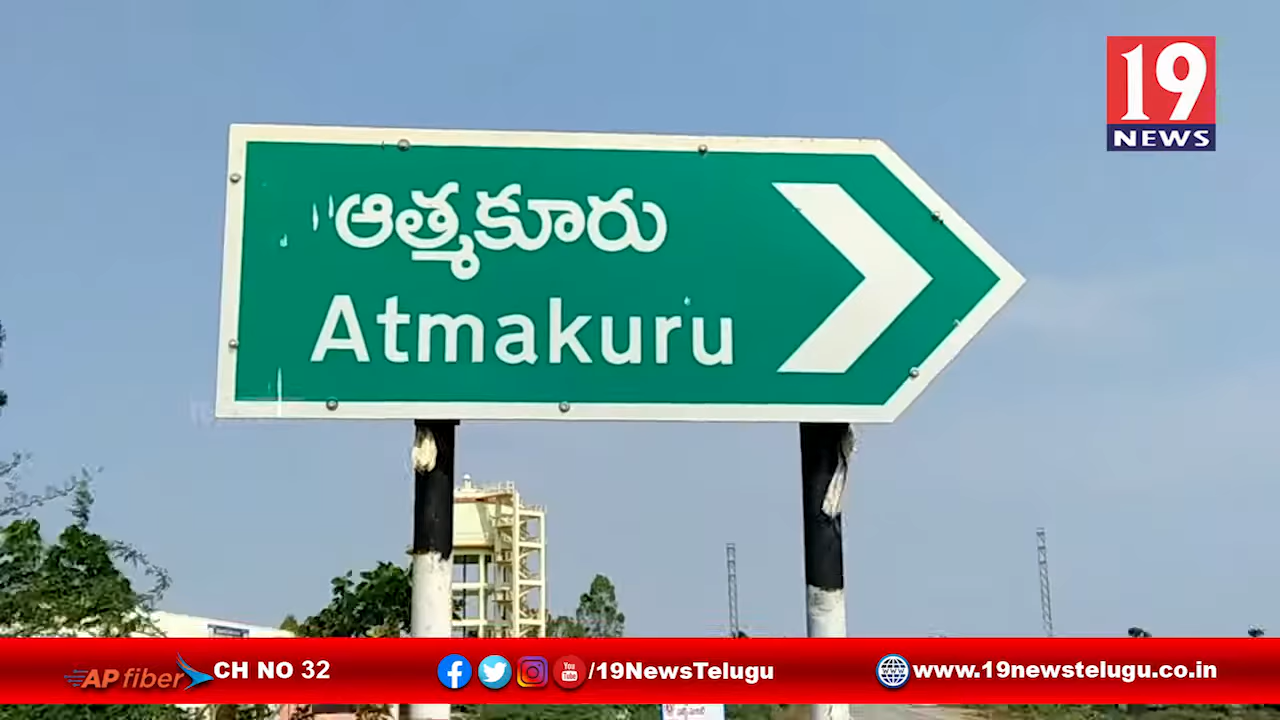 19
NEWS
ఆత్మకూరు
Atmakuru
AP fiber CH NO 32
/19NewsTelugu
www.19newstelugu.co.in